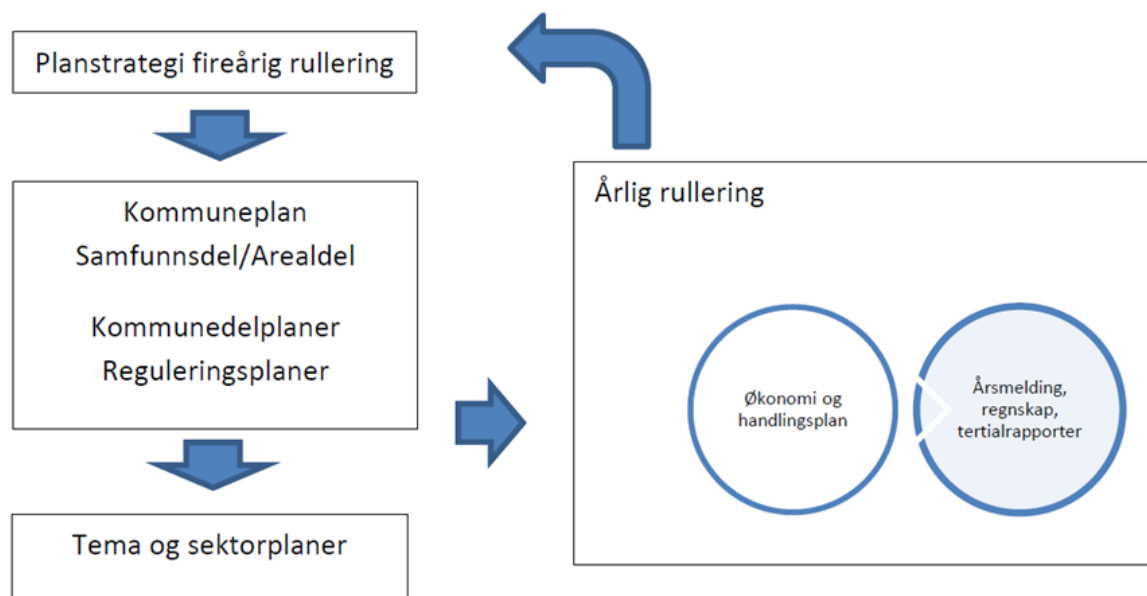 Planstrategi fireårig rullering
Kommuneplan
Samfunnsdel/Arealdel
Kommunedelplaner
Reguleringsplaner
Tema og sektorplaner
Årlig rullering
Økonomi og
handlingsplan
Årsmelding,
regnskap,
tertialrapporter